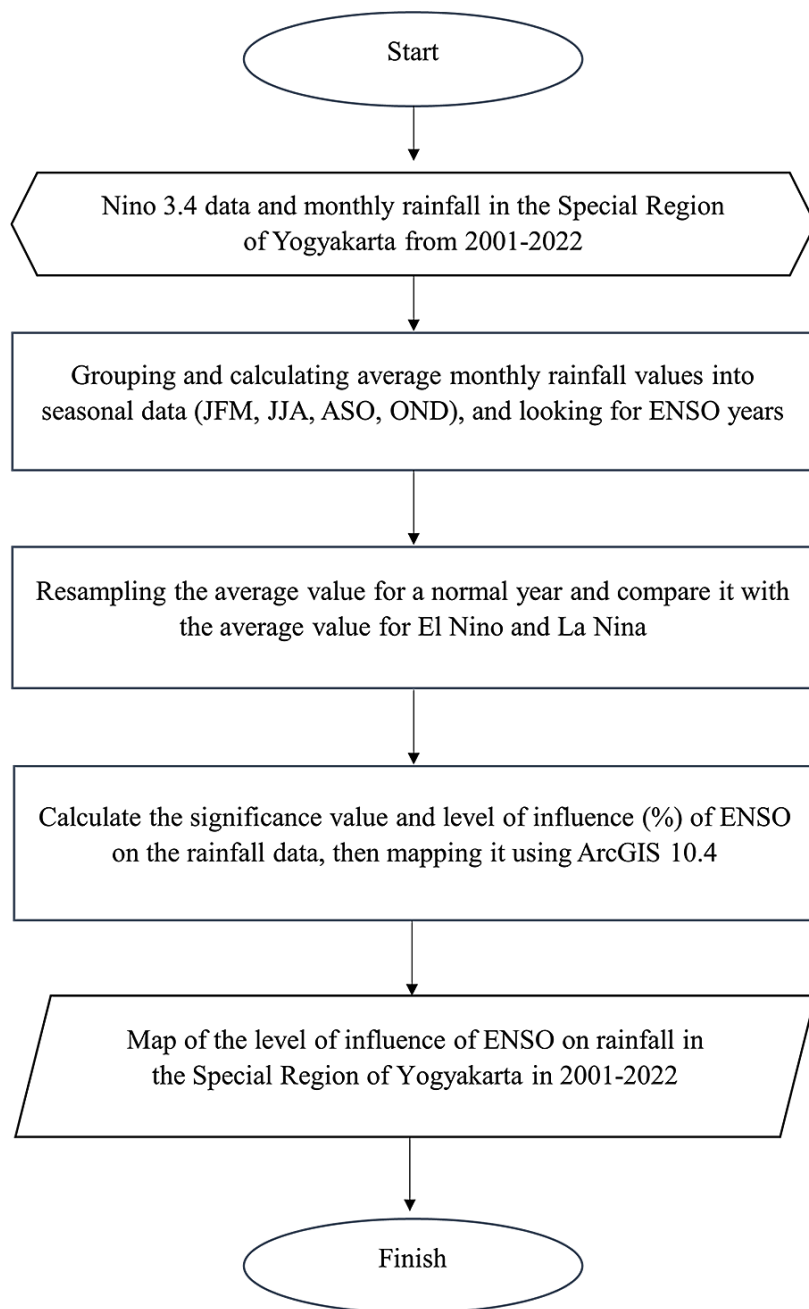 Start
Nino 3.4 data and monthly rainfall in the Special Region
of Yogyakarta from 2001-2022
Grouping and calculating average monthly rainfall values into
seasonal data (JFM, JJA, ASO, OND), and looking for ENSO years
Resampling the average value for a normal year and compare it with
the average value for El Nino and La Nina
Calculate the significance value and level of influence (%) of ENSO
on the rainfall data, then mapping it using ArcGIS 10.4
Map of the level of influence of ENSO on rainfall in
the Special Region of Yogyakarta in 2001-2022
Finish